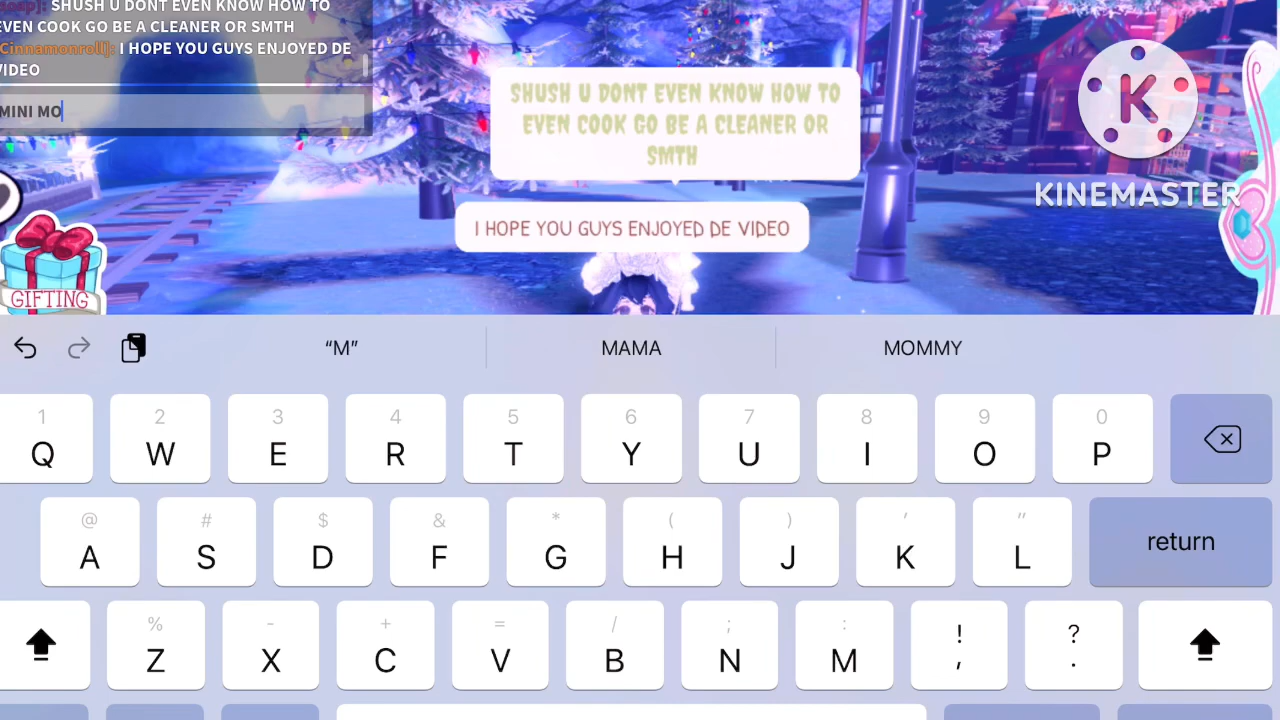 SHUSH U DONT EVEN KNOW HOW TO
EVEN COOK GO BE A CLEANER OR SMTH
Cinnamonroll]: I HOPE YOU GUYS ENJOYED DE
VIDEO
MINI MO
SHUSH U DONT EVEN KNOW HOW TO
EVEN COOK GO BE A CLEANER OR
SMTH
I HOPE YOU GUYS ENJOYED DE VIDEO
K
KINEMASTER
GIFTING
“M” MAMA MOMMY
1 2 3 4 5 6 7 8 9 0
Q W E R T Y U I O P
@ # $ & * ( ) ' "
A S D F G H J K L return
% - + = / ; : ! ?
Z X C V B N M , .